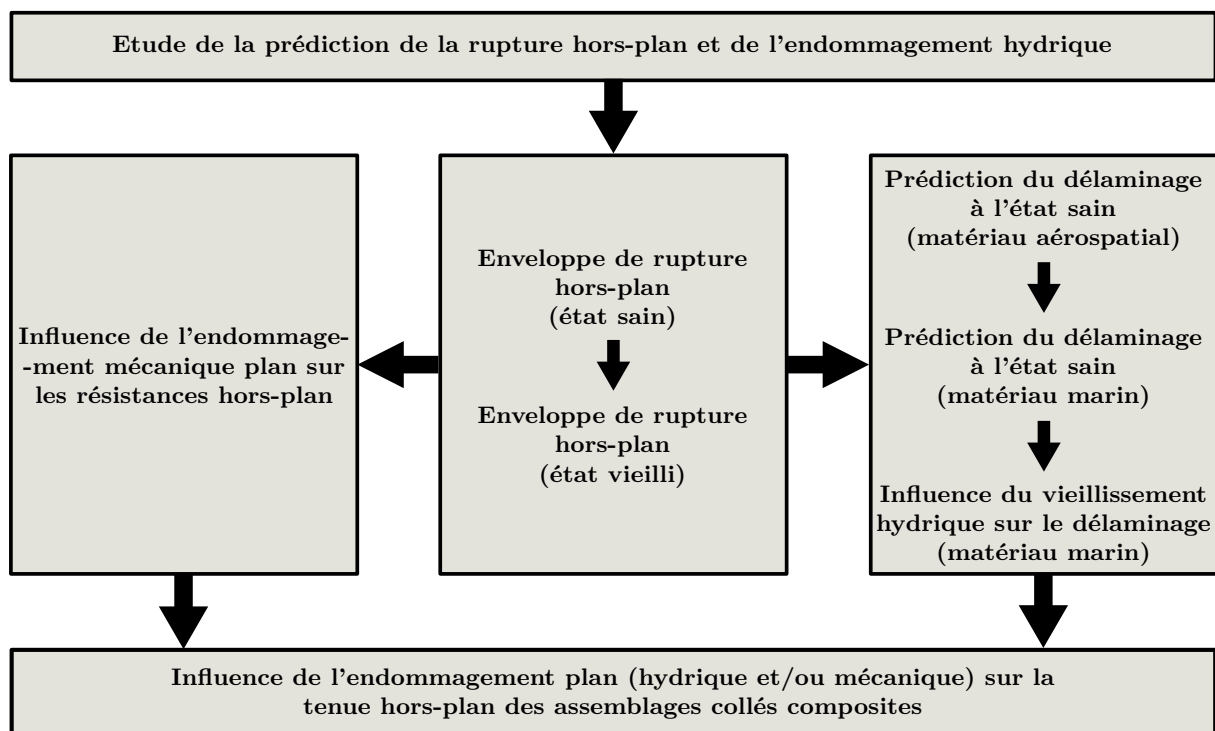 Etude de la prédiction de la rupture hors-plan et de l'endommagement hydrique
Influence de l'endommage-
-ment mécanique plan sur
les résistances hors-plan
Enveloppe de rupture
hors-plan
(état sain)
Enveloppe de rupture
hors-plan
(état vieilli)
Prédiction du délaminage
à l'état sain
(matériau aérospatial)
Prédiction du délaminage
à l'état sain
(matériau marin)
Influence du vieillissement
hydrique sur le délaminage
(matériau marin)
Influence de l'endommagement plan (hydrique et/ou mécanique) sur la
tenue hors-plan des assemblages collés composites